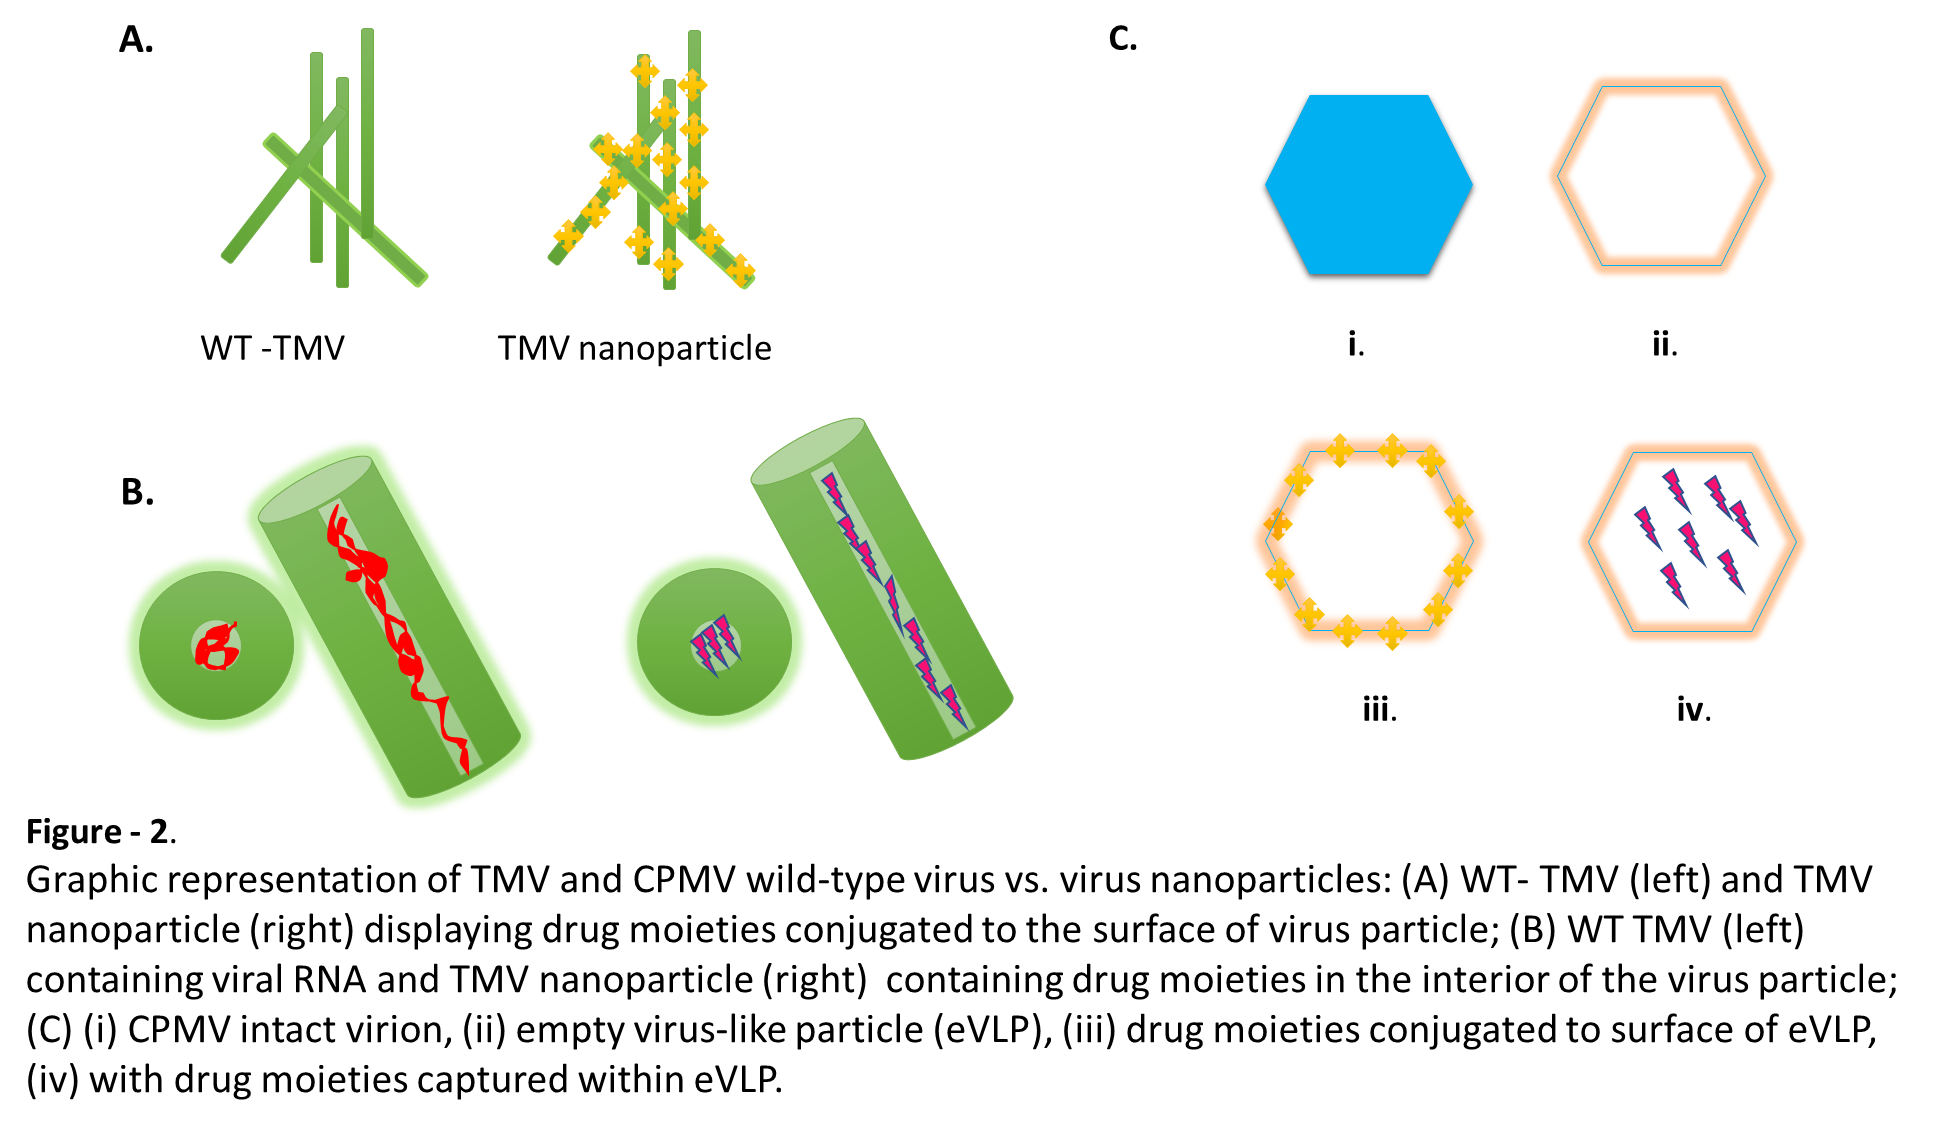 A.
C.
WT -TMV
TMV nanoparticle
i.
ii.
B.
iii.
iv.
Figure - 2.
Graphic representation of TMV and CPMV wild-type virus vs. virus nanoparticles: (A) WT- TMV (left) and TMV
nanoparticle (right) displaying drug moieties conjugated to the surface of virus particle; (B) WT TMV (left)
containing viral RNA and TMV nanoparticle (right)  containing drug moieties in the interior of the virus particle;
(C) (i) CPMV intact virion, (ii) empty virus-like particle (eVLP), (iii) drug moieties conjugated to surface of eVLP,
(iv) with drug moieties captured within eVLP.